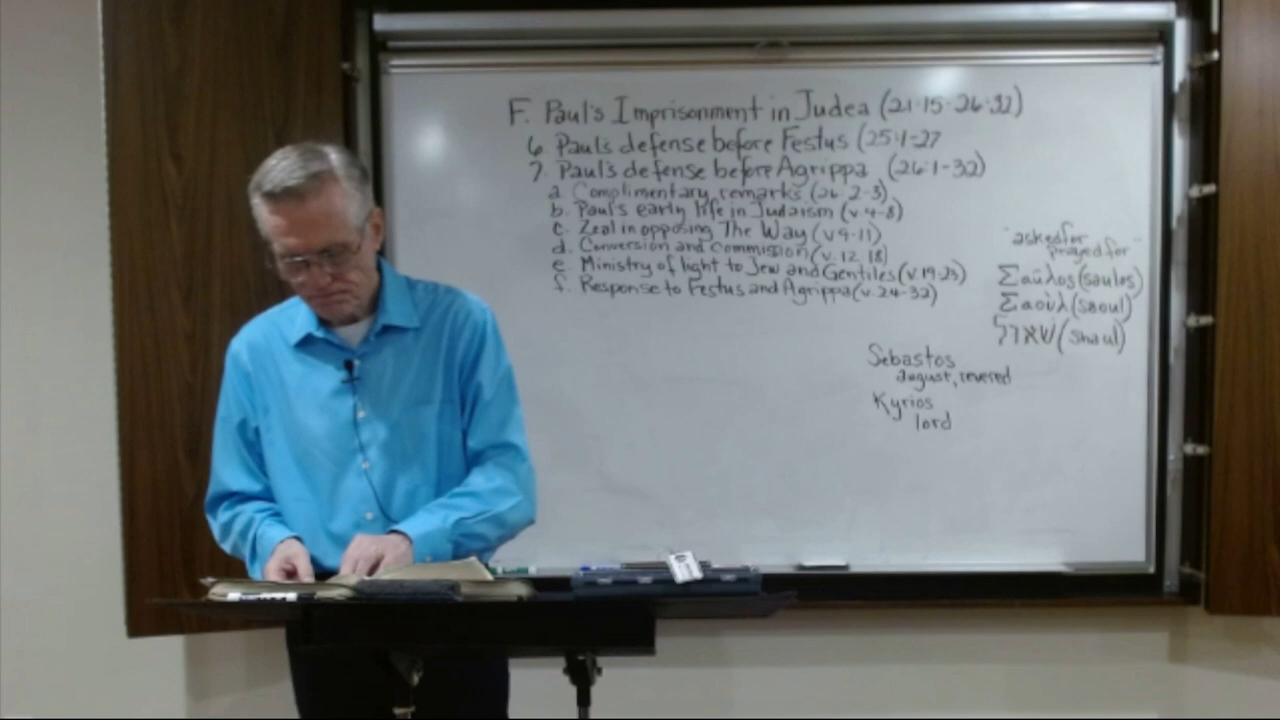 F. Paul's Imprisonment in Judea (21:15-26:32)
6 Paul's defense before Festus (25:1-27
7. Paul's defense before Agrippa (26:1-32)
a. Complimentary remarks (26:2-3)
b. Paul's early life in Judaism (v.4-8)
c. Zeal in opposing The Way (v9-11)
d. Conversion and Commission (v.12-18)
e Ministry of light to Jew and Gentiles (v.19-23)
f. Response to Festus and Agrippa (v.24-32)
"asked for
prayed for"
Σαῦλος (saulos)
Σαοὺλ (saoul)
שאול (shaul)
Sebastos
august, revered
Kyrios
lord